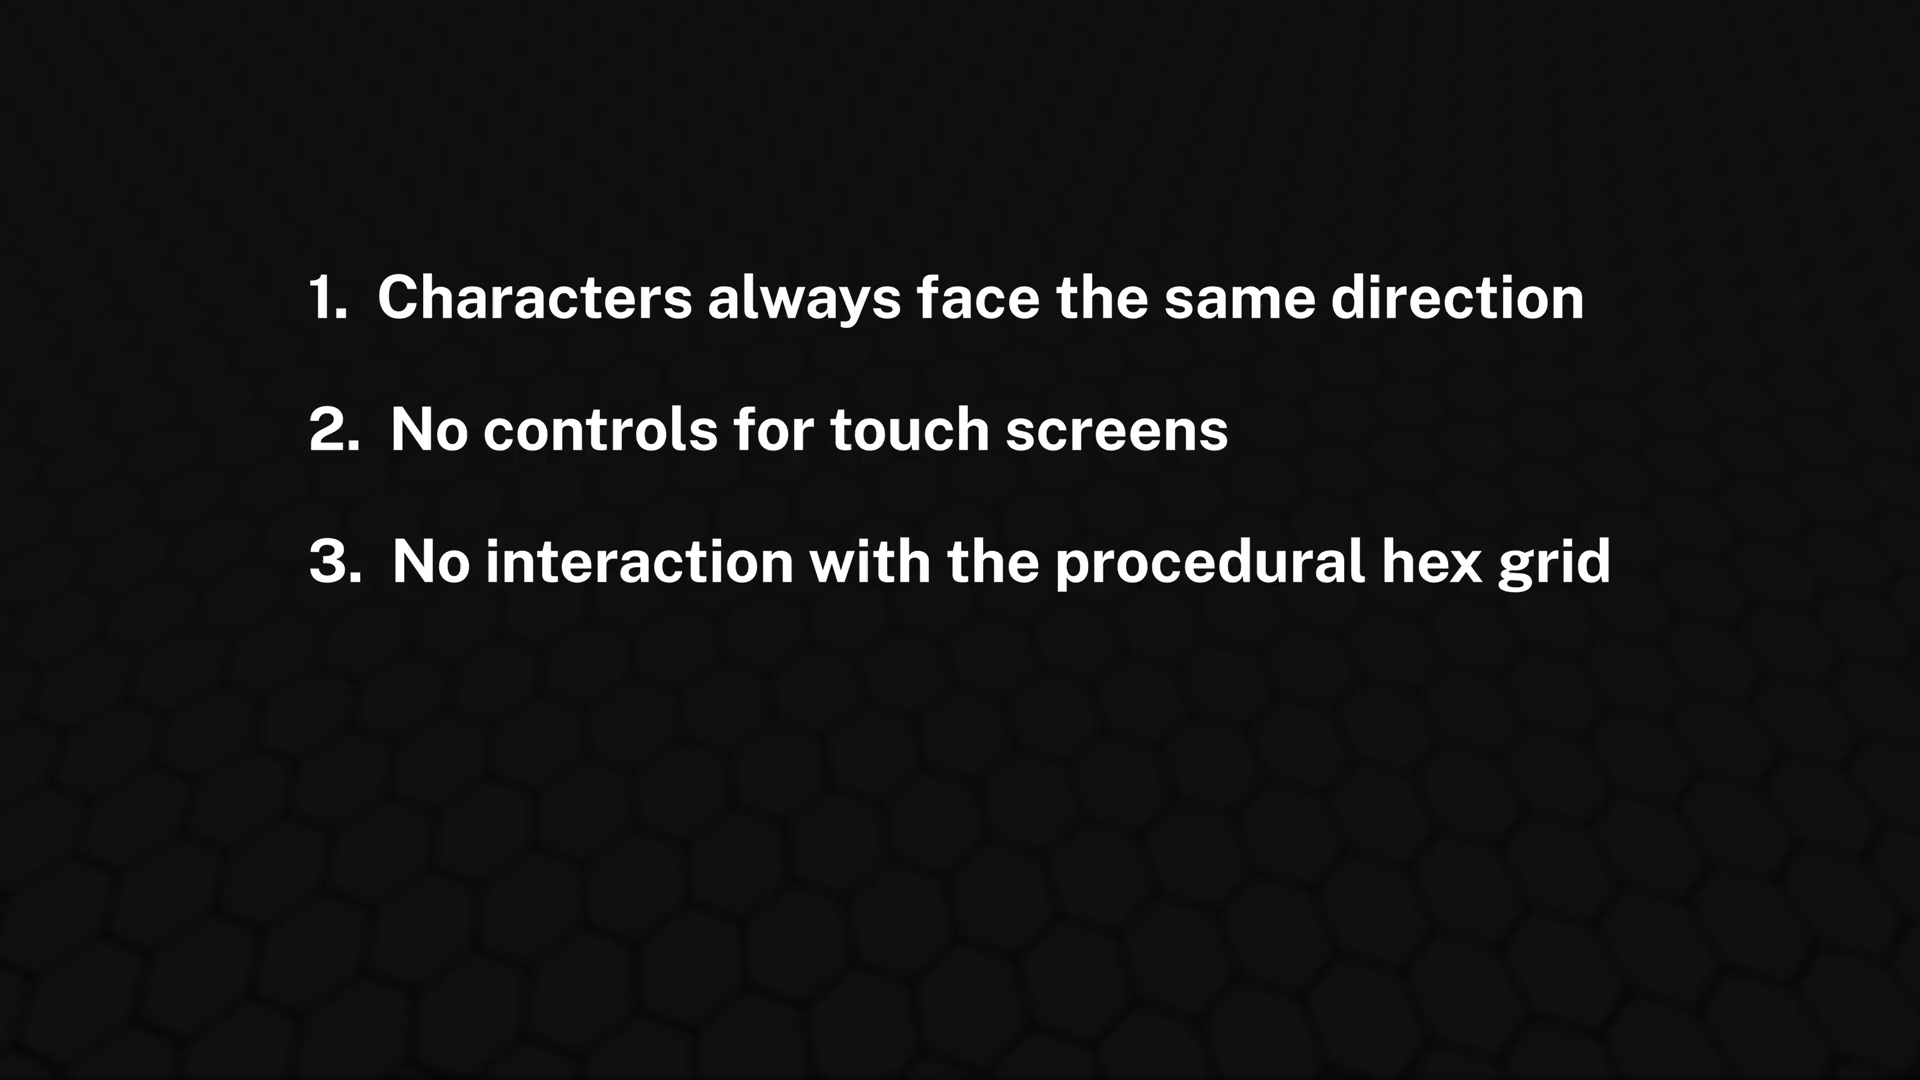 1. Characters always face the same direction
2. No controls for touch screens
3. No interaction with the procedural hex grid